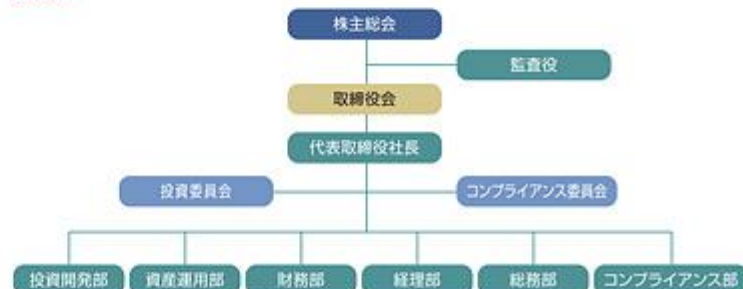 株主総会
監査役
取締役会
代表取締役社長
投資委員会
コンプライアンス委員会
投資開発部
資産運用部
財務部
経理部
総務部
コンプライアンス部